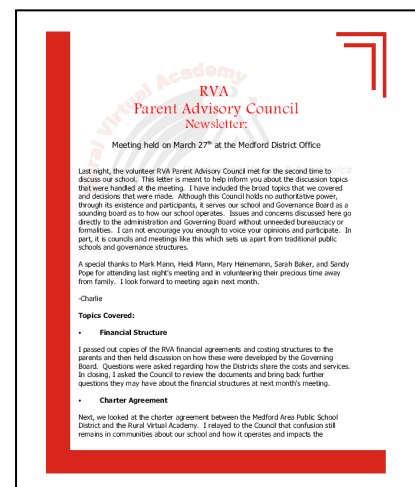 Rural Virtual Academy
RVA
Parent Advisory Council
Newsletter:
Meeting held on March 27th at the Medford District Office
Last night, the volunteer RVA Parent Advisory Council met for the second time to
discuss our school. This letter is meant to help inform you about the discussion topics
that were handled at the meeting. I have included the broad topics that we covered
and decisions that were made. Although this Council holds no authoritative power,
through its existence and participants, it serves our school and Governance Board as a
sounding board as to how our school operates. Issues and concerns discussed here go
directly to the administration and Governing Board without unneeded bureaucracy or
formalities. I can not encourage you enough to voice your opinions and participate. In
part, it is councils and meetings like this which sets us apart from traditional public
schools and governance structures.
A special thanks to Mark Mann, Heidi Mann, Mary Heinemann, Sarah Baker, and Sandy
Pope for attending last night's meeting and in volunteering their precious time away
from family. I look forward to meeting again next month.
-Charlie
Topics Covered:
• Financial Structure
I passed out copies of the RVA financial agreements and costing structures to the
parents and then held discussion on how these were developed by the Governing
Board. Questions were asked regarding how the Districts share the costs and services.
In closing, I asked the Council to review the documents and bring back further
questions they may have about the financial structures at next month's meeting.
• Charter Agreement
Next, we looked at the charter agreement between the Medford Area Public School
District and the Rural Virtual Academy. I relayed to the Council that confusion still
remains in communities about our school and how it operates and impacts the